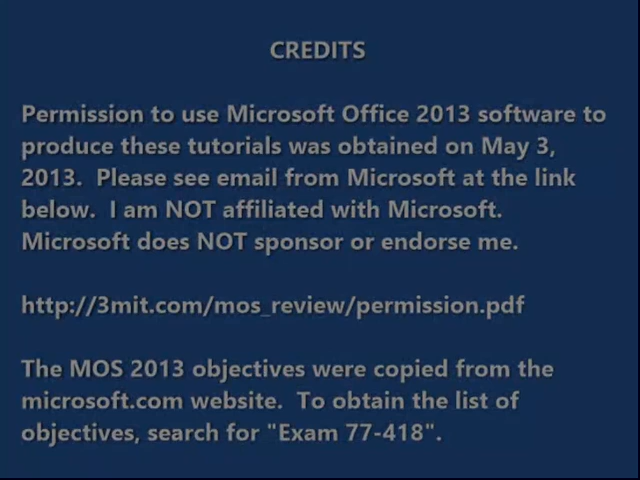 CREDITS
Permission to use Microsoft Office 2013 software to
produce these tutorials was obtained on May 3,
2013.  Please see email from Microsoft at the link
below.  I am NOT affiliated with Microsoft.
Microsoft does NOT sponsor or endorse me.
http://3mit.com/mos_review/permission.pdf
The MOS 2013 objectives were copied from the
microsoft.com website.  To obtain the list of
objectives, search for "Exam 77-418".